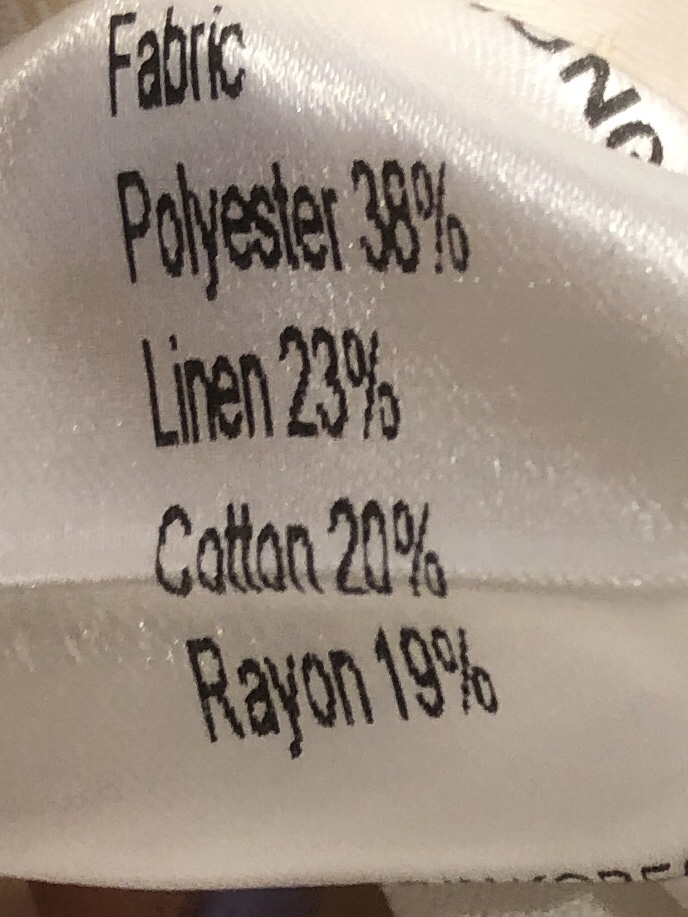 Fabric
Polyester 38%
Linen 23%
Cotton 20%
Rayon 19%